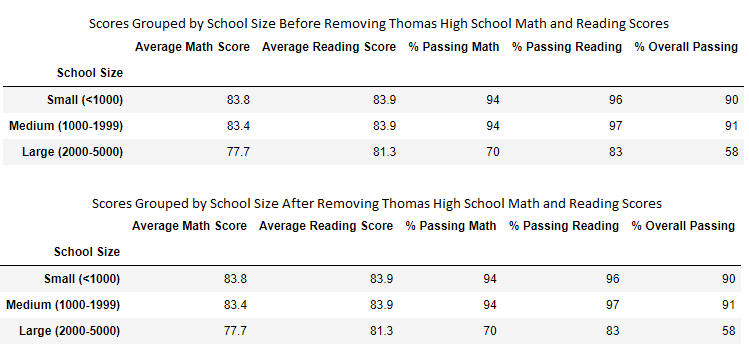 Scores Grouped by School Size Before Removing Thomas High School Math and Reading Scores
Average Math Score Average Reading Score % Passing Math % Passing Reading % Overall Passing
School Size
Small (<1000) 83.8 83.9 94 96 90
Medium (1000-1999) 83.4 83.9 94 97 91
Large (2000-5000) 77.7 81.3 70 83 58
Scores Grouped by School Size After Removing Thomas High School Math and Reading Scores
Average Math Score Average Reading Score % Passing Math % Passing Reading % Overall Passing
School Size
Small (<1000) 83.8 83.9 94 96 90
Medium (1000-1999) 83.4 83.9 94 97 91
Large (2000-5000) 77.7 81.3 70 83 58